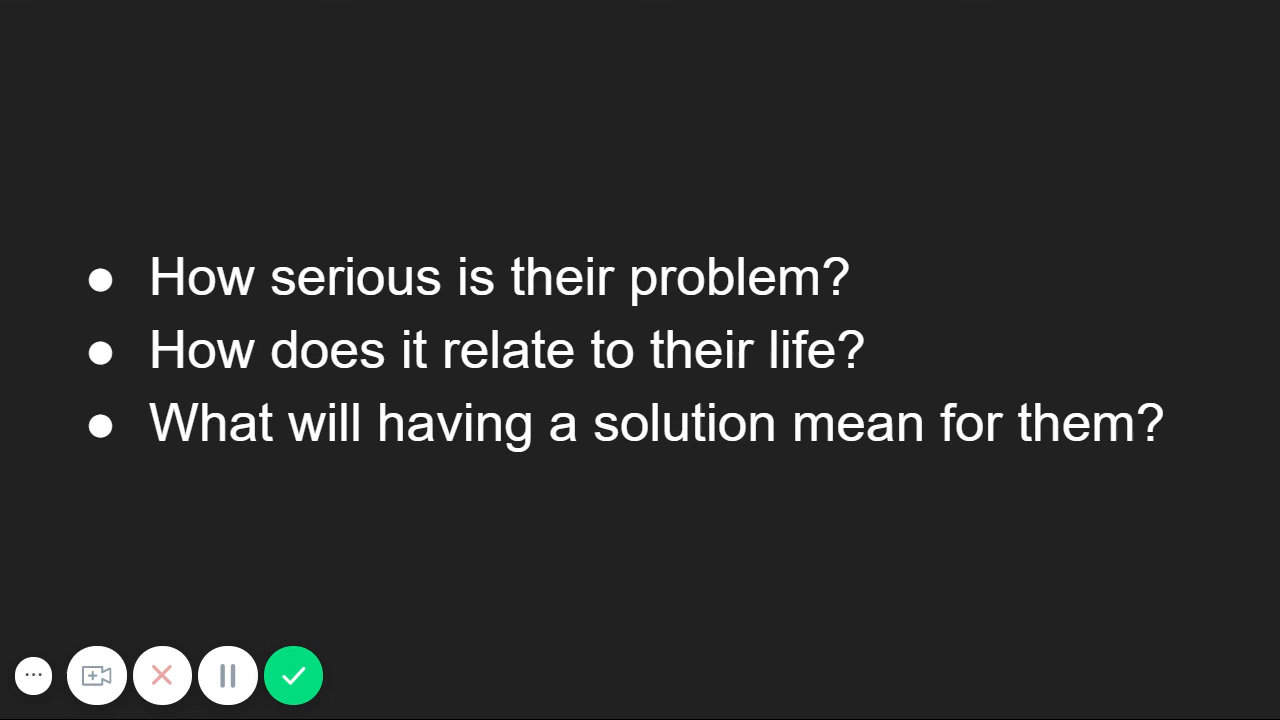 ● How serious is their problem?
● How does it relate to their life?
● What will having a solution mean for them?